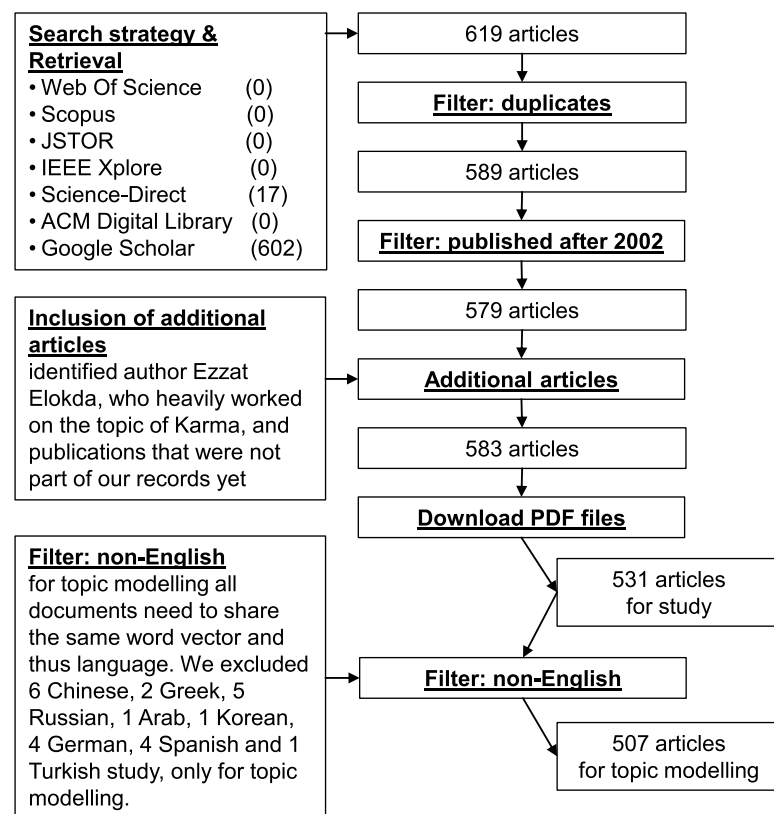 Search strategy &
Retrieval
• Web Of Science (0)
• Scopus (0)
• JSTOR (0)
• IEEE Xplore (0)
• Science-Direct (17)
• ACM Digital Library (0)
• Google Scholar (602)
619 articles
Filter: duplicates
589 articles
Filter: published after 2002
579 articles
Inclusion of additional
articles
identified author Ezzat
Elokda, who heavily worked
on the topic of Karma, and
publications that were not
part of our records yet
Additional articles
583 articles
Download PDF files
531 articles
for study
Filter: non-English
for topic modelling all
documents need to share
the same word vector and
thus language. We excluded
6 Chinese, 2 Greek, 5
Russian, 1 Arab, 1 Korean,
4 German, 4 Spanish and 1
Turkish study, only for topic
modelling.
Filter: non-English
507 articles
for topic modelling